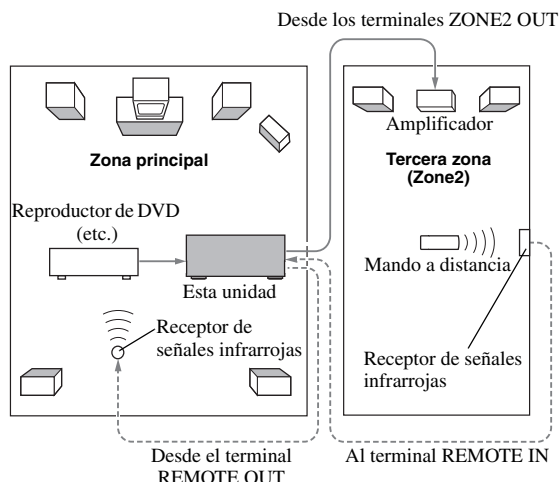 Desde los terminales ZONE2 OUT
Zona principal
Amplificador
Tercera zona
(Zone2)
Reproductor de DVD
(etc.)
Esta unidad
Mando a distancia
Receptor de
señales infrarrojas
Receptor de señales
infrarrojas
Desde el terminal
REMOTE OUT
Al terminal REMOTE IN